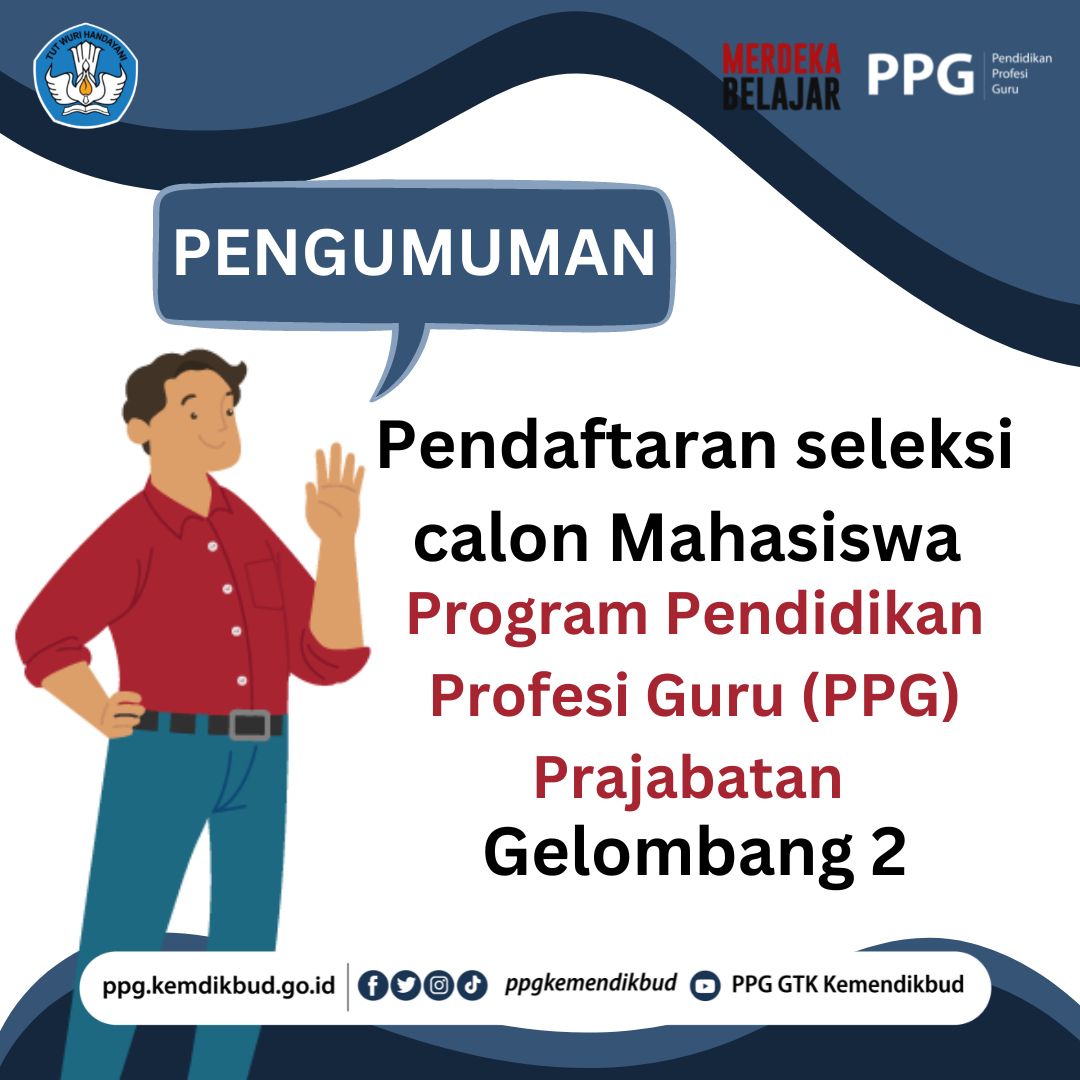 TUT WURI HANDAYANI
MERDEKA
BELAJAR
PPG
Pendidikan
Profesi
Guru
PENGUMUMAN
Pendaftaran seleksi
calon Mahasiswa
Program Pendidikan
Profesi Guru (PPG)
Prajabatan
Gelombang 2
ppg.kemdikbud.go.id
ppgkemendikbud
PPG GTK Kemendikbud